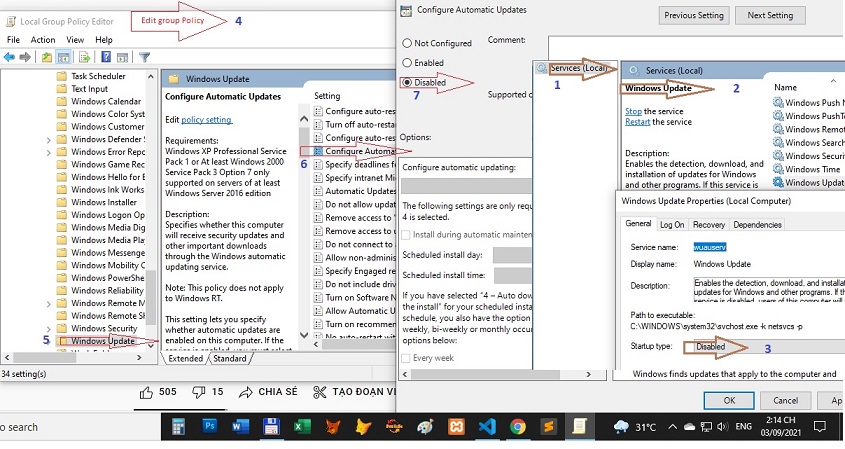 Local Group Policy Editor
Edit group Policy
4
File Action View Help
Task Scheduler
Text Input
Windows Calendar
Windows Color Syst
Windows Customer
Windows Defender S
Windows Error Repo
Windows Game Rec
Windows Hello for B
Windows Ink Works
Windows Installer
Windows Logon Op
Windows Media Digi
Windows Media Play
Windows Messenge
Windows Mobility C
Windows PowerShe
Windows Reliability
Windows Remote M
Windows Remote Sh
Windows Security
5
Windows Update
34 setting(s)
Windows Update
Configure Automatic Updates
Edit policy setting
Requirements:
Windows XP Professional Service
Pack 1 or At least Windows 2000
Service Pack 3 Option 7 only
supported on servers of at least
Windows Server 2016 edition
Description:
Specifies whether this computer
will receive security updates and
other important downloads
through the Windows automatic
updating service.
Note: This policy does not apply
to Windows RT.
This setting lets you specify
whether automatic updates are
enabled on this computer. If the
service is enabled, you must select
Extended Standard
Setting
Configure auto-res
Turn off auto-resta
Configure auto-res
Configure Automa
6
Specify deadlines fo
Specify intranet Mi
Automatic Updates
Do not allow updat
Remove access to "
Remove access to "
Do not connect to
Allow non-adminis
Specify Engaged re
Do not include driv
Turn on Software N
Allow Automatic U
Turn on recommen
No auto-restart with
Configure Automatic Updates
Previous Setting
Next Setting
Not Configured
Enabled
Disabled
7
Comment:
Supported o
Options:
Configure automatic updating:
The following settings are only requ
4 is selected.
Install during automatic mainten
Scheduled install day:
Scheduled install time:
If you have selected "4 – Auto dow
the install" for your scheduled insta
schedule, you also have the option
weekly, bi-weekly or monthly occur
options below:
Every week
Services (Local)
1
Services (Local)
Windows Update
2
Stop the service
Restart the service
Description:
Enables the detection, download, and
installation of updates for Windows
and other programs. If this service is
Name
Windows Push N
Windows PushTo
Windows Remot
Windows Search
Windows Securit
Windows Time
Windows Update
Windows Update Properties (Local Computer)
General Log On Recovery Dependencies
Service name: wuauserv
Display name: Windows Update
Description: Enables the detection, download, and installa
updates for Windows and other programs. If th
service is disabled, users of this computer will
Path to executable:
C:\WINDOWS\system32\svchost.exe -k netsvcs -p
Startup type: Disabled
3
Windows finds updates that apply to the computer and
OK Cancel Ap
505 15 CHIA SẺ TẠO ĐOẠN VI
o search
31°C
ENG
2:14 CH
03/09/2021